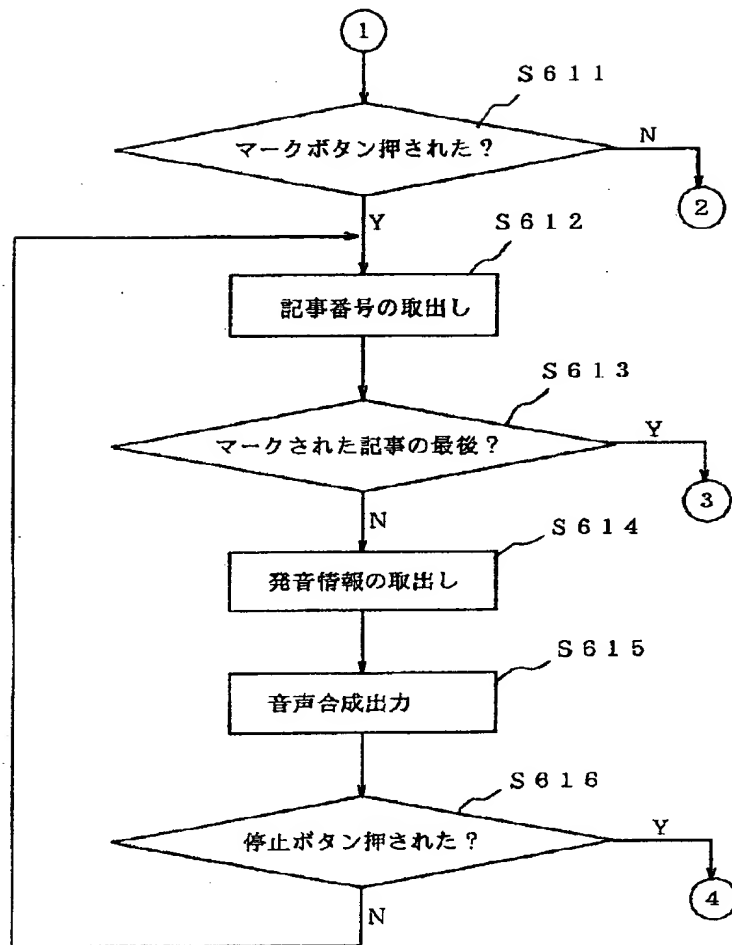 1
S611
マークボタン押された?
N
2
Y
S612
記事番号の取出し
S613
マークされた記事の最後?
Y
3
N
S614
発音情報の取出し
S615
音声合成出力
S616
停止ボタン押された?
Y
4
N